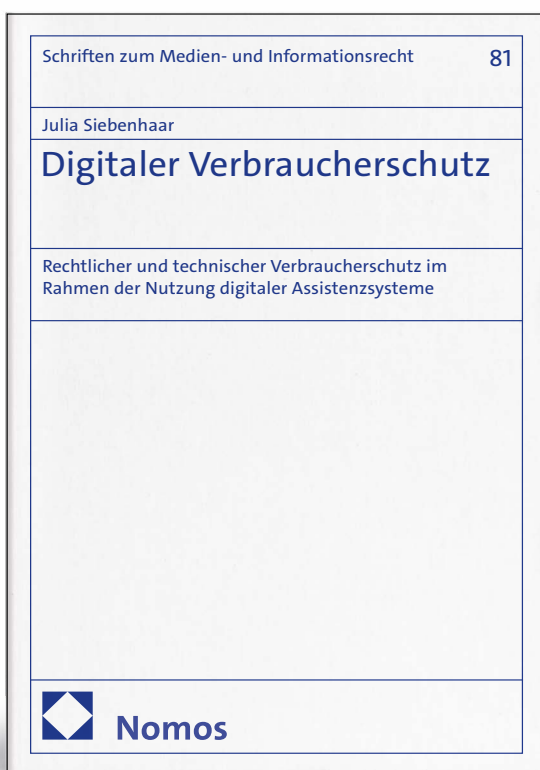 Schriften zum Medien- und Informationsrecht 81
Julia Siebenhaar
Digitaler Verbraucherschutz
Rechtlicher und technischer Verbraucherschutz im
Rahmen der Nutzung digitaler Assistenzsysteme
Nomos